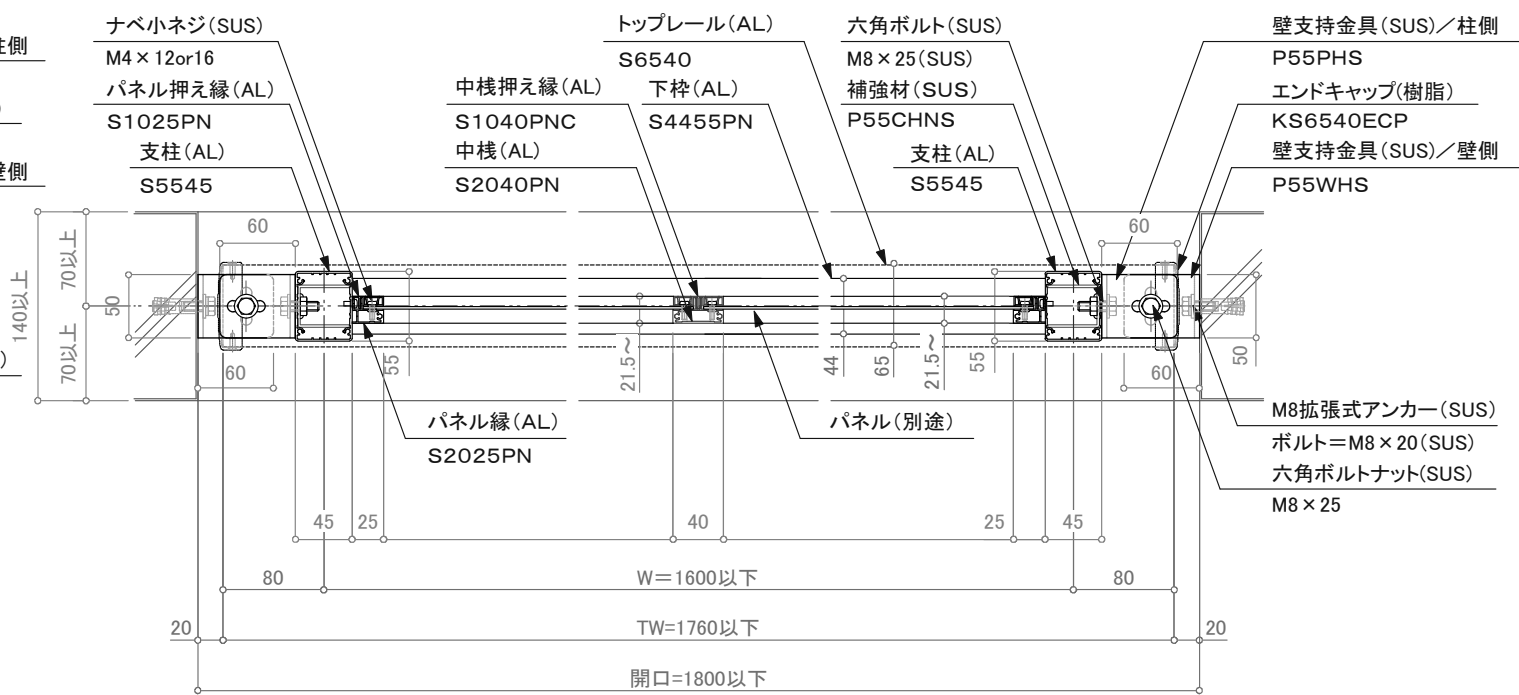 柱側
)
壁側
)
ナベ小ネジ(SUS)
M4×12or16
パネル押え縁(AL)
S1025PN
支柱(AL)
S5545
トップレール(AL)
S6540
中桟押え縁(AL)
S1040PNC
中桟(AL)
S2040PN
下枠(AL)
S4455PN
六角ボルト(SUS)
M8×25(SUS)
補強材(SUS)
P55CHNS
支柱(AL)
S5545
壁支持金具(SUS)/柱側
P55PHS
エンドキャップ(樹脂)
KS6540ECP
壁支持金具(SUS)/壁側
P55WHS
140以上
70以上
70以上
50
60
60
55
21.5~
44
65
21.5~
55
60
60
50
パネル縁(AL)
S2025PN
パネル(別途)
M8拡張式アンカー(SUS)
ボルト=M8×20(SUS)
六角ボルトナット(SUS)
M8×25
45
25
40
25
45
80
W=1600以下
80
20
TW=1760以下
20
開口=1800以下